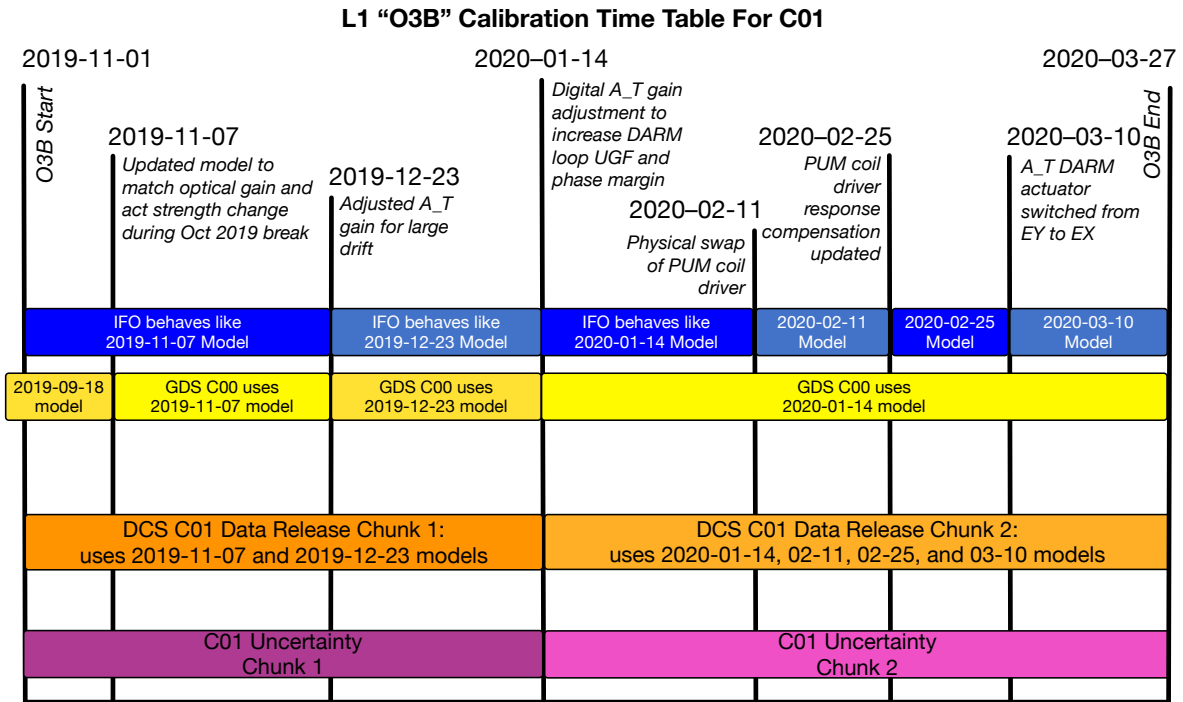 L1 “O3B” Calibration Time Table For C01
2019-11-01
2020–01-14
2020–03-27
O3B Start
2019-11-07
Updated model to
match optical gain and
act strength change
during Oct 2019 break
2019-12-23
Adjusted A_T
gain for large
drift
Digital A_T gain
adjustment to
increase DARM
loop UGF and
phase margin
2020–02-11
Physical swap
of PUM coil
driver
2020–02-25
PUM coil
driver
response
compensation
updated
2020–03-10
A_T DARM
actuator
switched from
EY to EX
O3B End
IFO behaves like
2019-11-07 Model
IFO behaves like
2019-12-23 Model
IFO behaves like
2020-01-14 Model
2020-02-11
Model
2020-02-25
Model
2020-03-10
Model
2019-09-18
model
GDS C00 uses
2019-11-07 model
GDS C00 uses
2019-12-23 model
GDS C00 uses
2020-01-14 model
DCS C01 Data Release Chunk 1:
uses 2019-11-07 and 2019-12-23 models
DCS C01 Data Release Chunk 2:
uses 2020-01-14, 02-11, 02-25, and 03-10 models
C01 Uncertainty
Chunk 1
C01 Uncertainty
Chunk 2